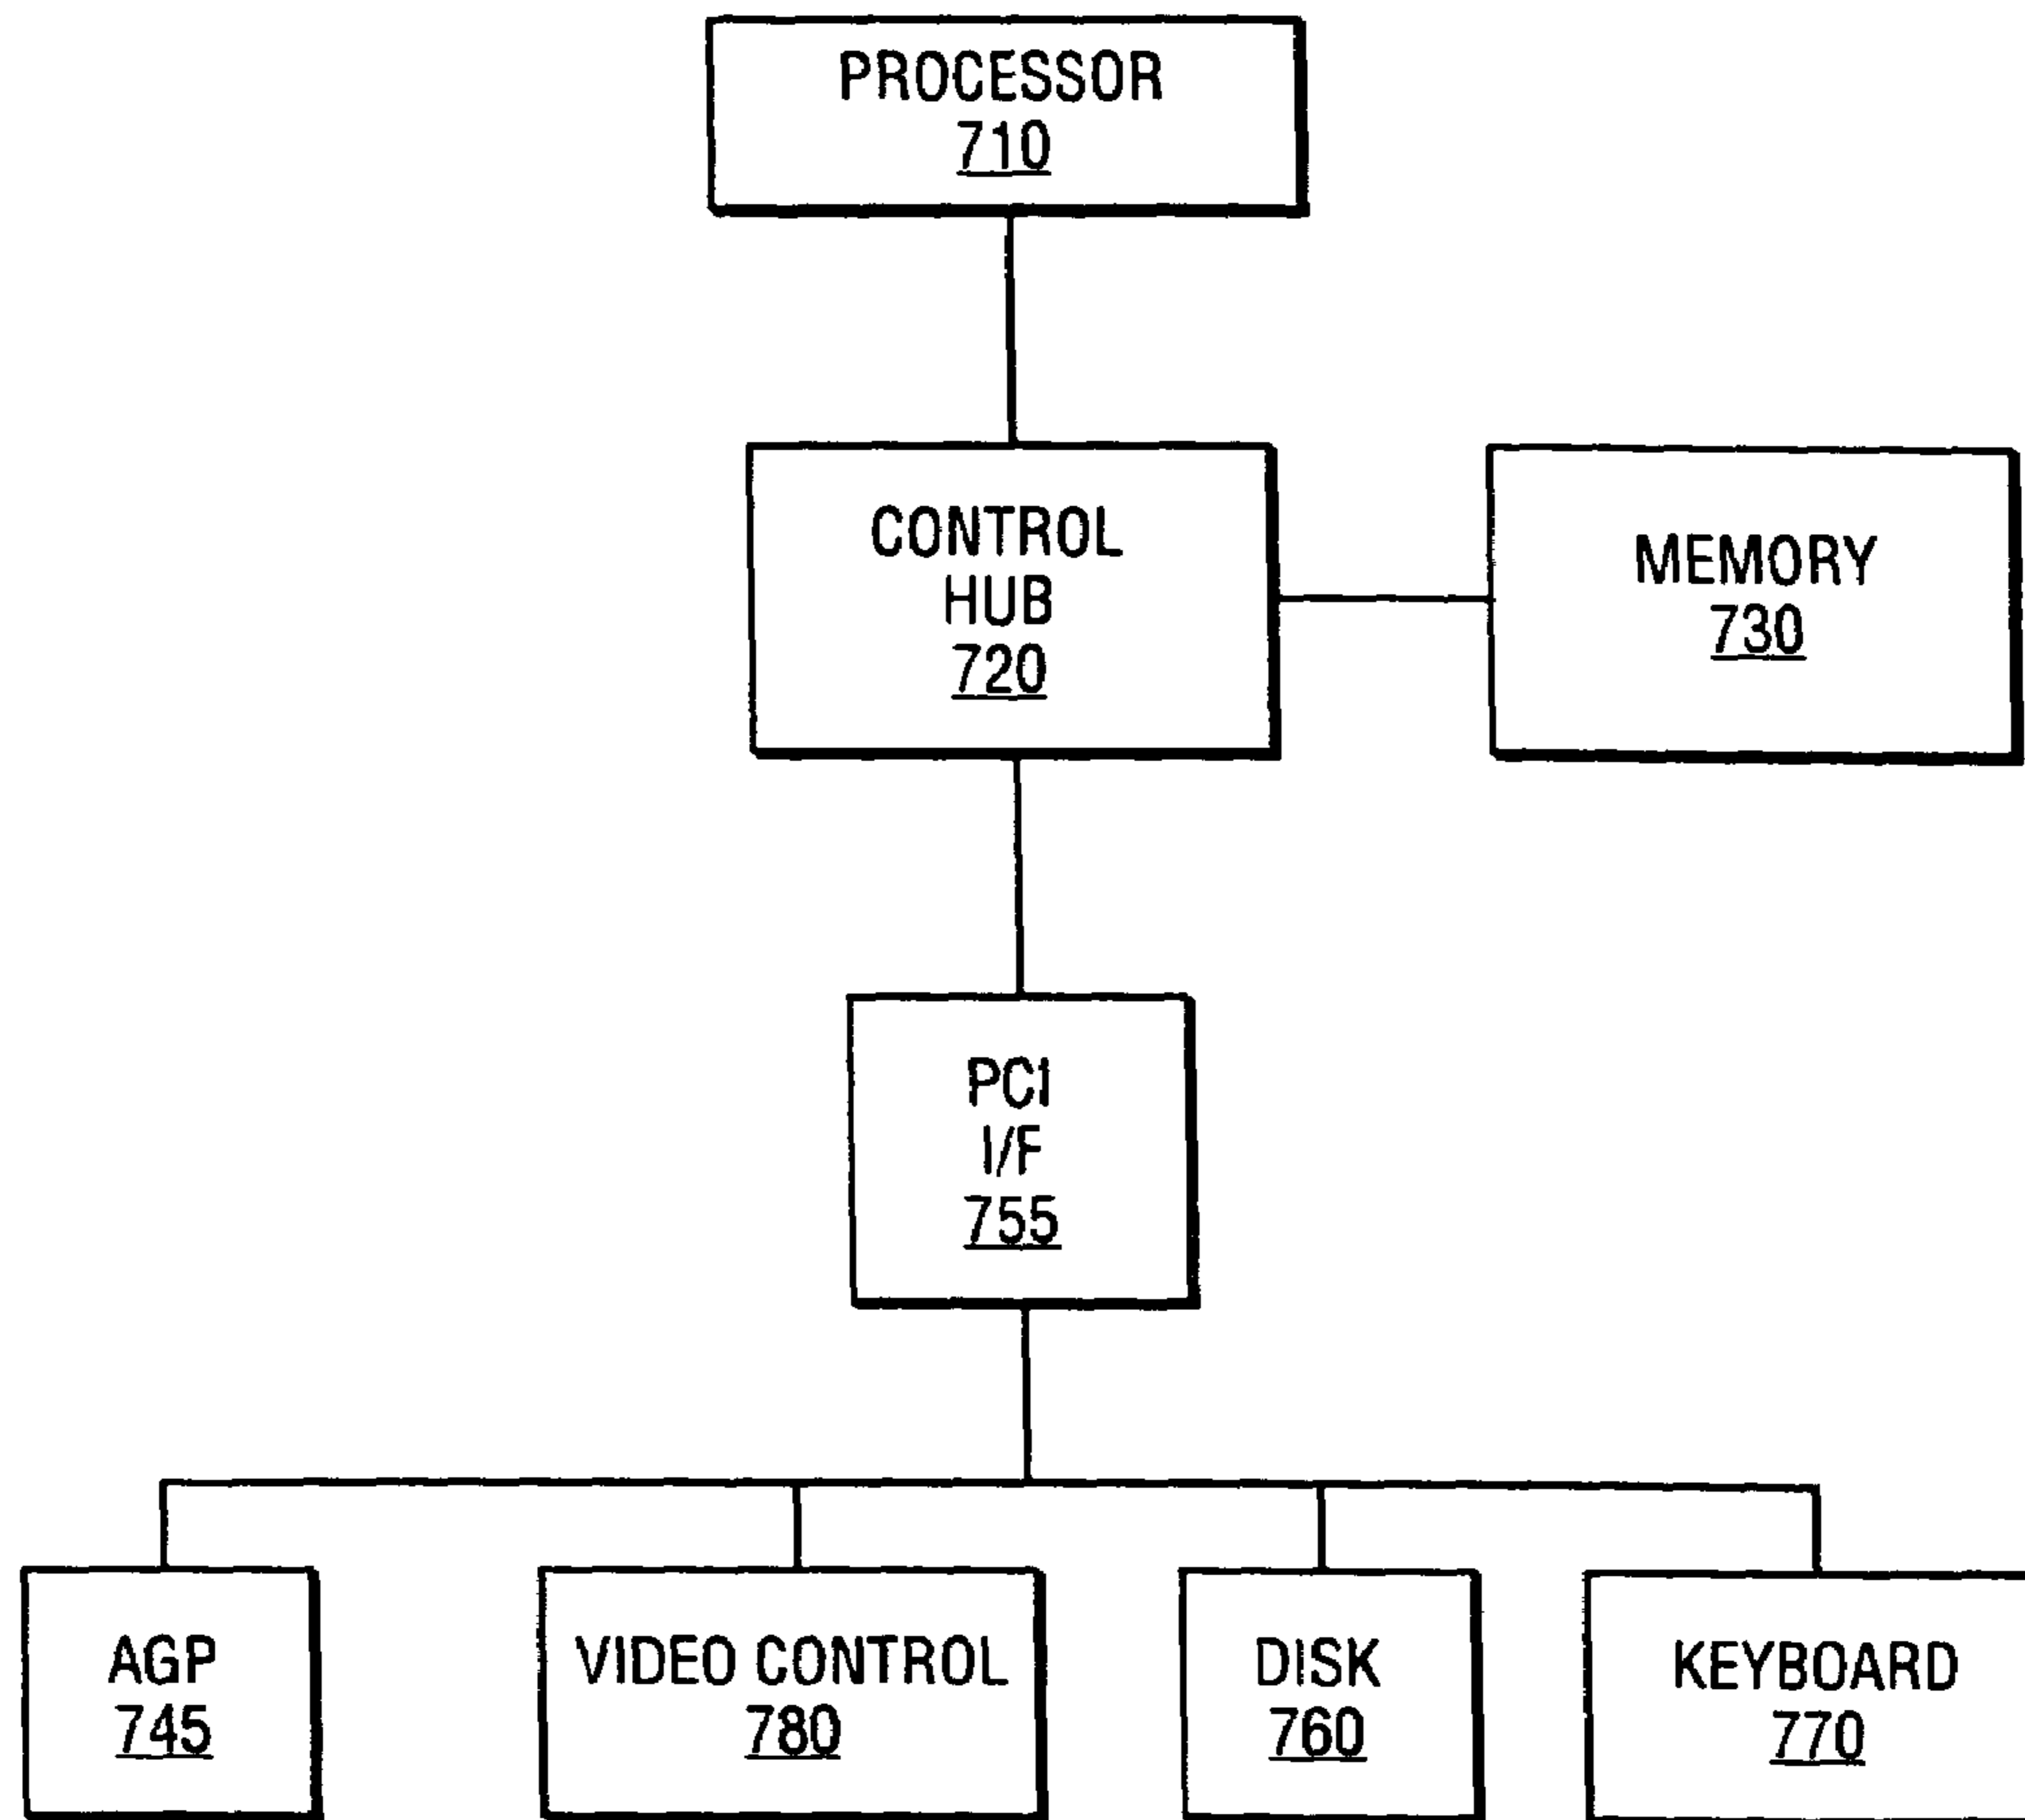 PROCESSOR
710
CONTROL
HUB
720
MEMORY
730
PCI
I/F
755
AGP
745
VIDEO CONTROL
780
DISK
760
KEYBOARD
770